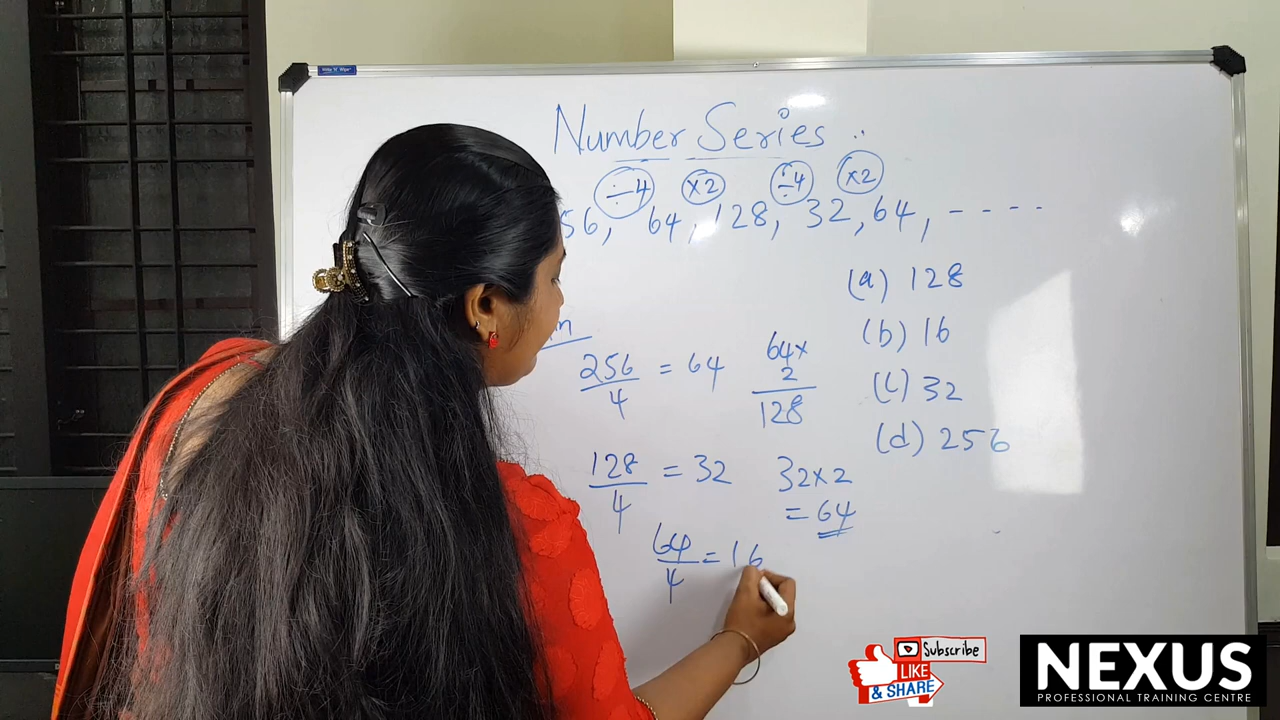 Number Series ..
÷4 ×2 ÷4 ×2
56, 64, 128, 32, 64, ----
(a) 128
(b) 16
(c) 32
(d) 256
n
256/4 = 64
64×
2
128
128/4 = 32
32×2
= 64
64/4 = 16
Subscribe
LIKE
& SHARE
NEXUS
PROFESSIONAL TRAINING CENTRE